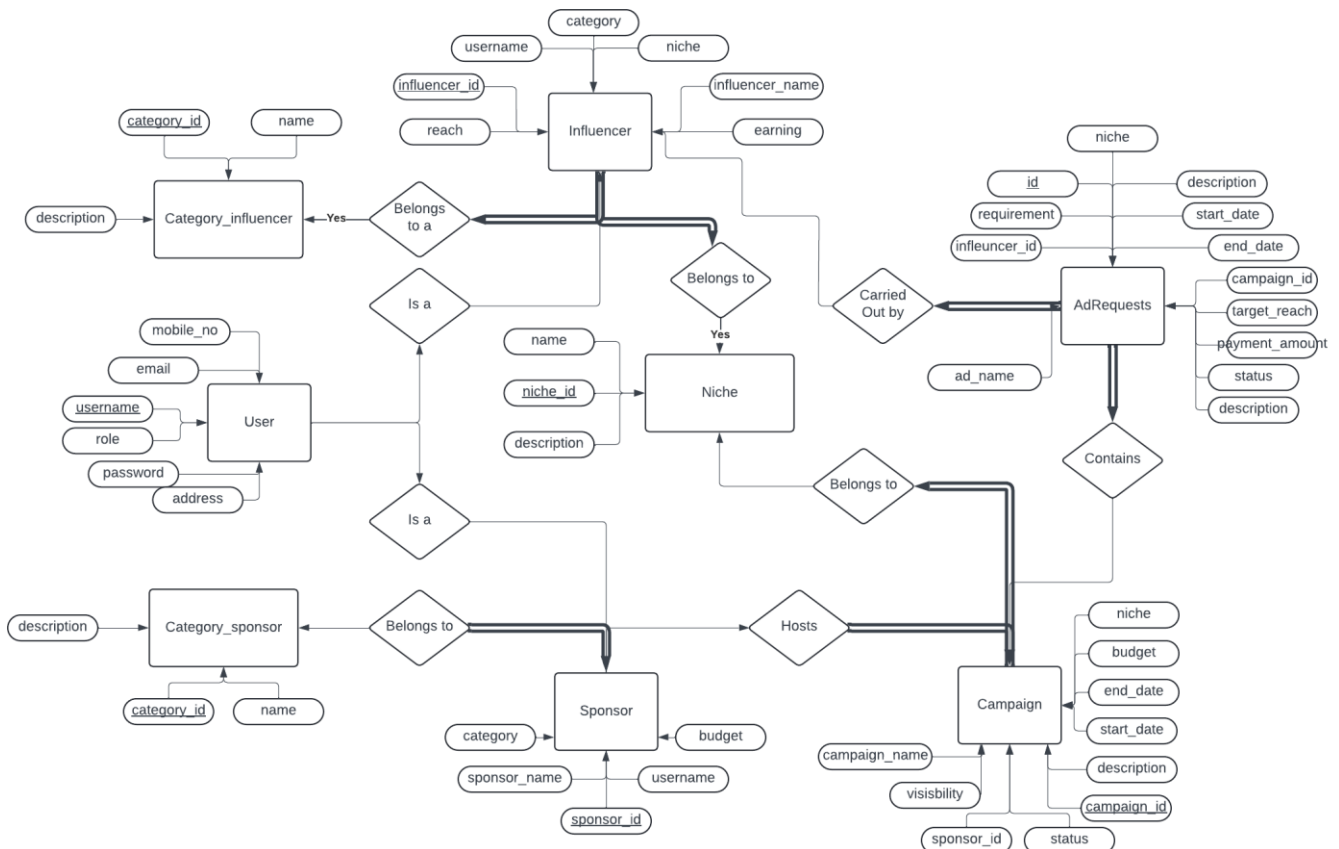 category
username
niche
influencer_id
influencer_name
reach
Influencer
earning
category_id
name
description
Category_influencer
Yes
Belongs
to a
Belongs to
Yes
Is a
niche
id
description
requirement
start_date
infleuncer_id
end_date
Carried
Out by
AdRequests
campaign_id
target_reach
payment_amount
status
description
ad_name
mobile_no
email
username
role
password
address
User
name
niche_id
description
Niche
Is a
Belongs to
Contains
description
Category_sponsor
category_id
name
Belongs to
Hosts
Sponsor
category
budget
sponsor_name
username
sponsor_id
Campaign
niche
budget
end_date
start_date
campaign_name
description
visisbility
campaign_id
sponsor_id
status